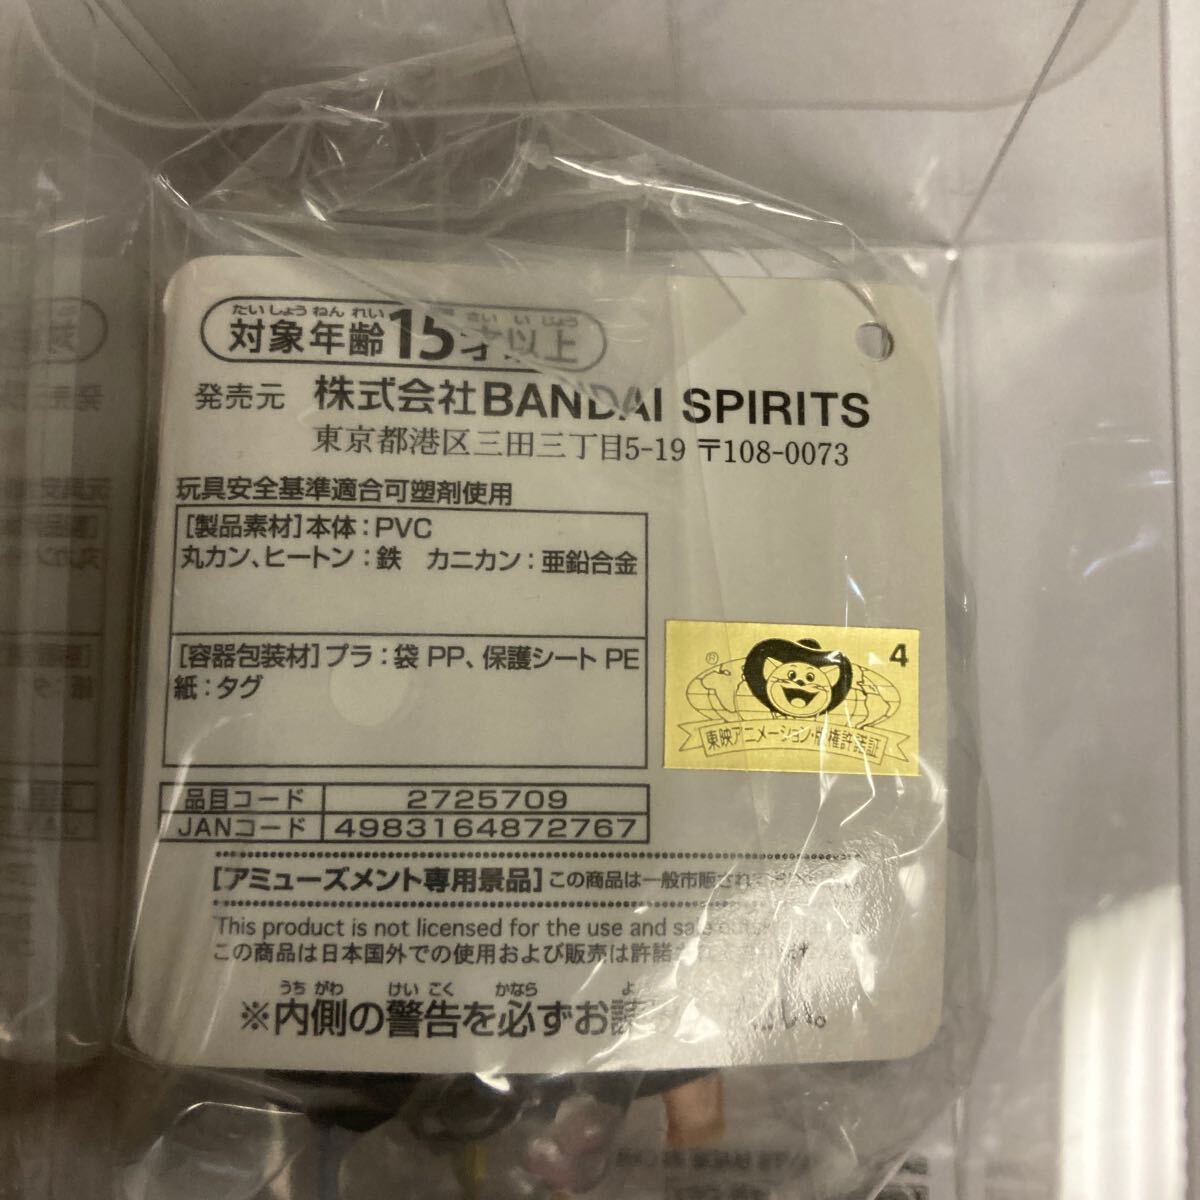 たいしょう ねん れい さい い じょう
対象年齢15才以上
発売元 株式会社BANDAI SPIRITS
東京都港区三田三丁目5-19 〒108-0073
玩具安全基準適合可塑剤使用
[製品素材]本体：PVC
丸カン、ヒートン：鉄 カニカン：亜鉛合金
[容器包装材]プラ：袋 PP、保護シート PE
紙：タグ
® 4
東映アニメーション・版権許諾証
品目コード 2725709
JANコード 4983164872767
[アミューズメント専用景品]この商品は一般市販され
This product is not licensed for the use and sale
この商品は日本国外での使用および販売は許諾
うち がわ けい こく かなら よ
※内側の警告を必ずお読 い。